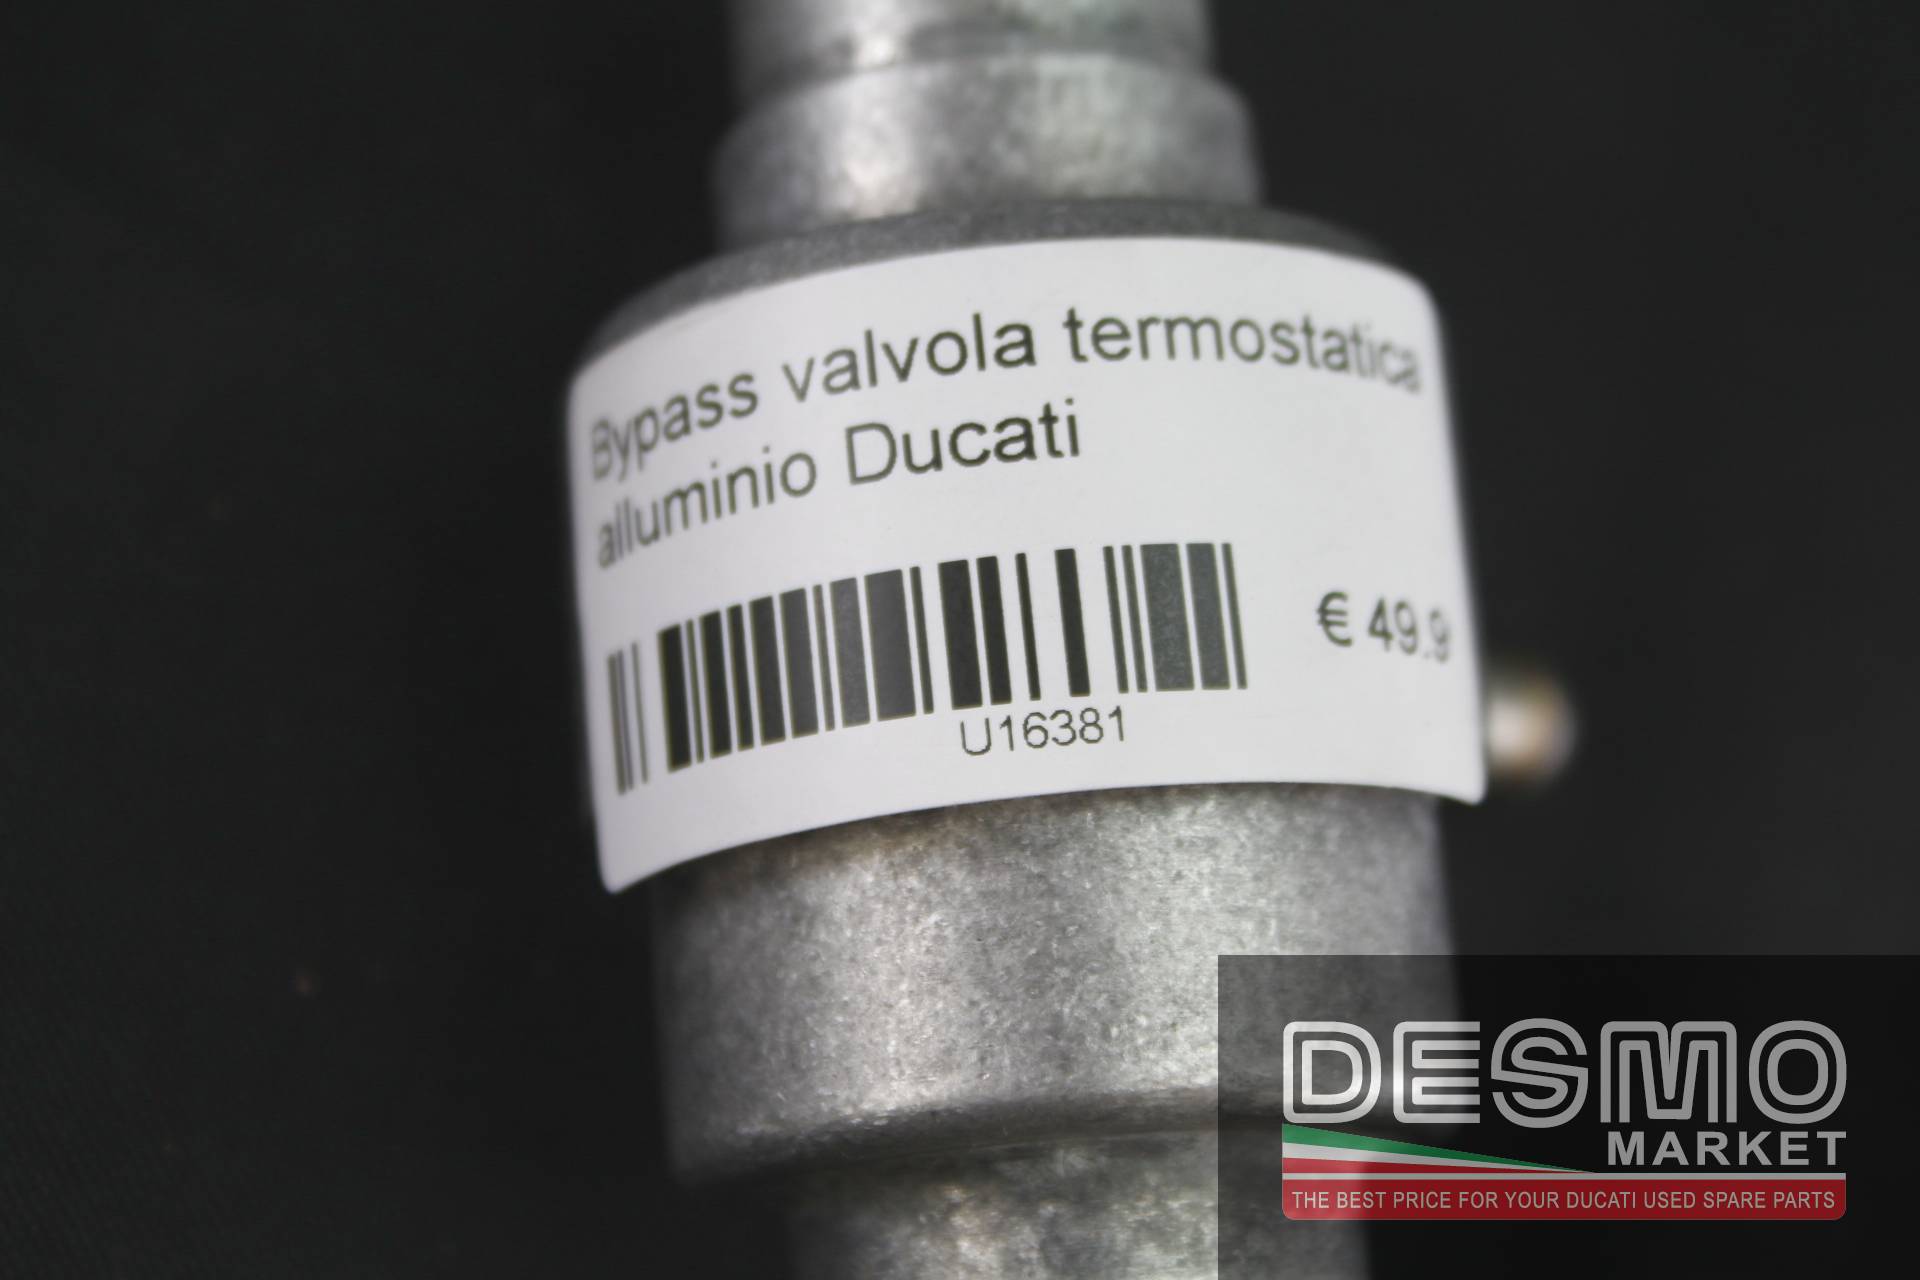 Bypass valvola termostatica
alluminio Ducati
€ 49.9
U16381
DESMO
MARKET
THE BEST PRICE FOR YOUR DUCATI USED SPARE PARTS